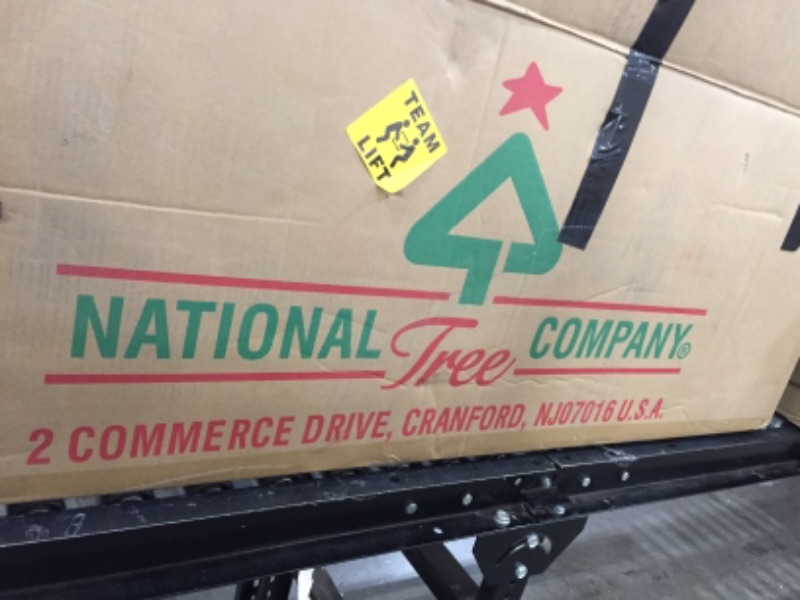 TEAM
LIFT
NATIONAL Tree COMPANY®
2 COMMERCE DRIVE, CRANFORD, NJ07016 U.S.A.